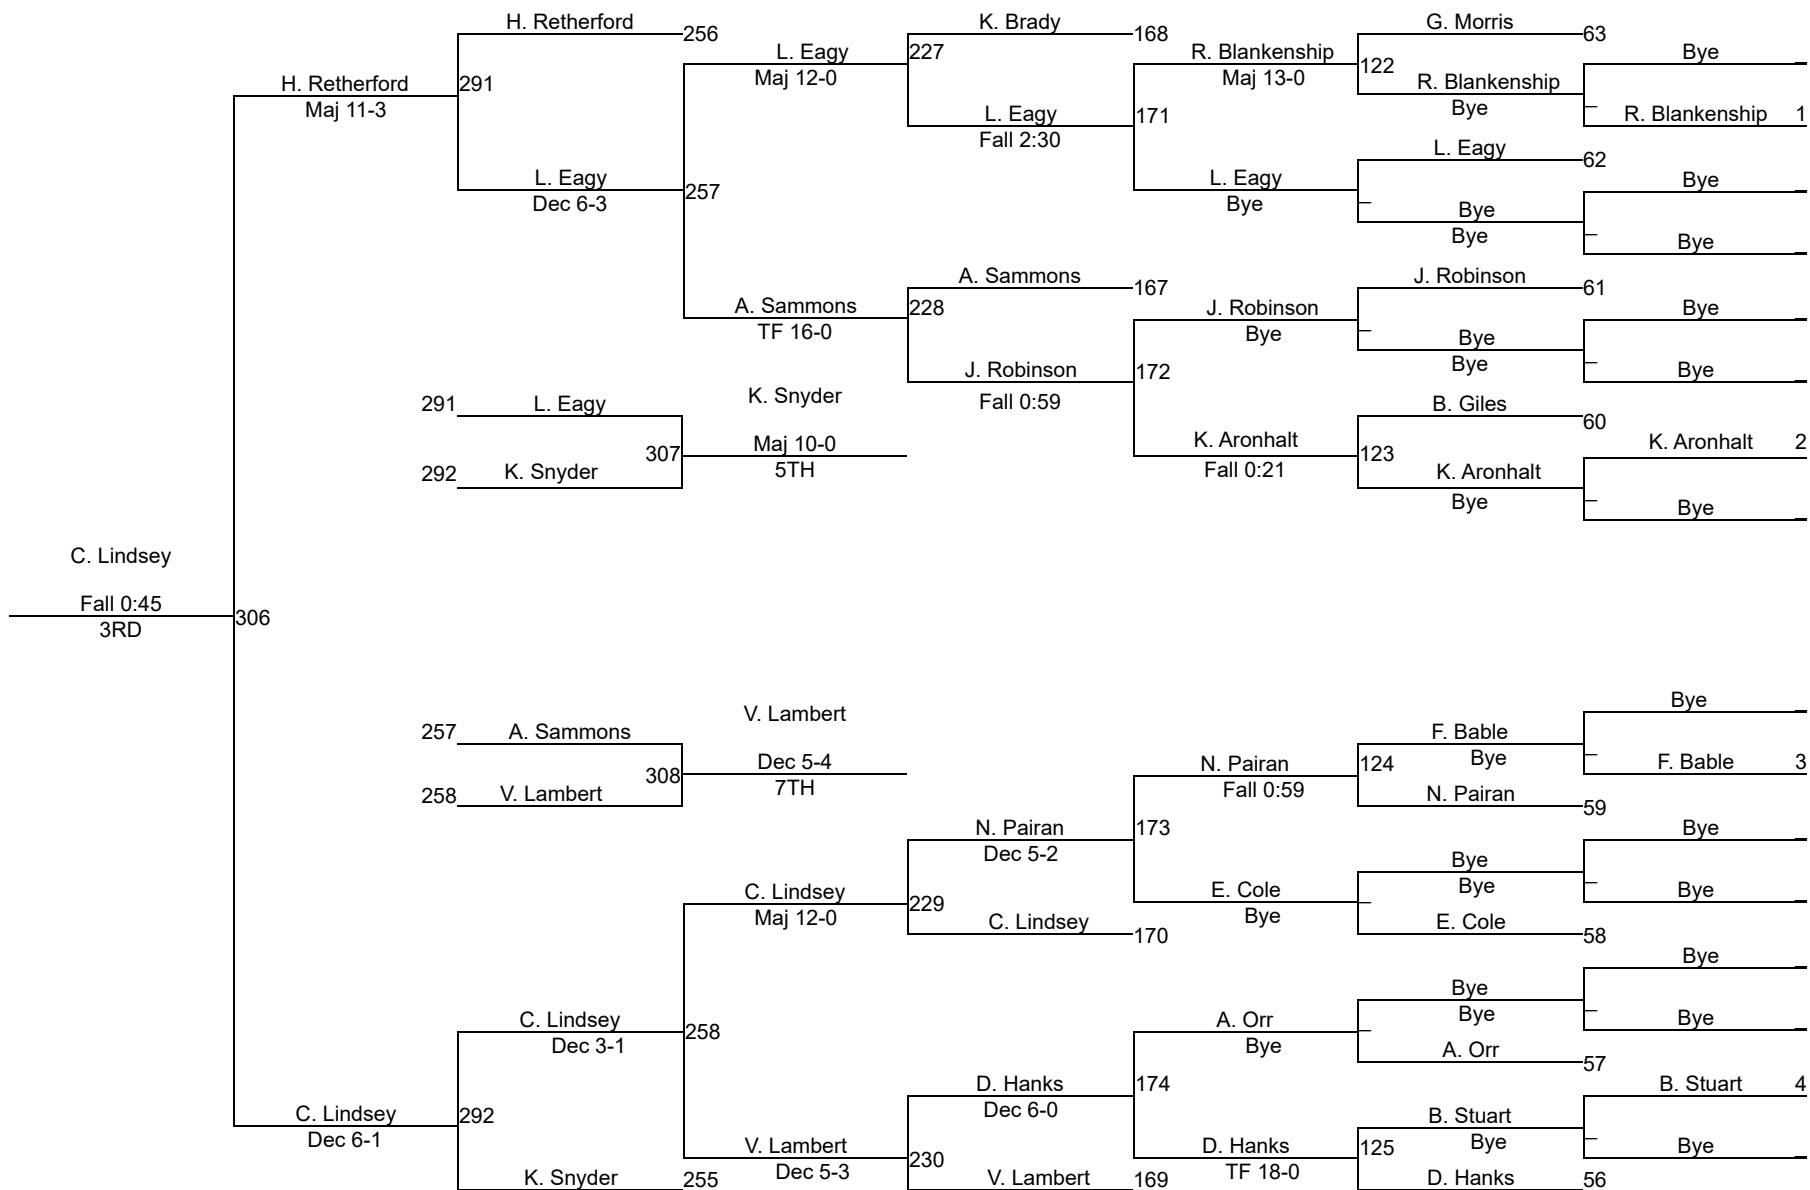 H. Retherford
256
K. Brady
168
G. Morris
63
L. Eagy
227
R. Blankenship
Bye
Maj 12-0
122
Maj 13-0
H. Retherford
291
R. Blankenship
Maj 11-3
Bye
L. Eagy
171
R. Blankenship 1
Fall 2:30
L. Eagy
62
L. Eagy
L. Eagy
Bye
Dec 6-3
257
Bye
Bye
Bye
Bye
A. Sammons
167
J. Robinson
61
A. Sammons
228
J. Robinson
Bye
TF 16-0
Bye
Bye
Bye
J. Robinson
172
Bye
Fall 0:59
K. Snyder
291
L. Eagy
B. Giles
60
307
Maj 10-0
K. Aronhalt
123
K. Aronhalt 2
5TH
Fall 0:21
292
K. Snyder
K. Aronhalt
Bye
Bye
C. Lindsey
Fall 0:45
306
3RD
V. Lambert
Bye
257
A. Sammons
F. Bable
308
Dec 5-4
N. Pairan
124
Bye
F. Bable 3
7TH
Fall 0:59
258
V. Lambert
N. Pairan
59
N. Pairan
173
Bye
Dec 5-2
Bye
Bye
C. Lindsey
E. Cole
Bye
Maj 12-0
229
Bye
C. Lindsey
170
E. Cole
58
Bye
Bye
C. Lindsey
A. Orr
Bye
Bye
Dec 3-1
258
Bye
A. Orr
57
D. Hanks
174
B. Stuart 4
Dec 6-0
C. Lindsey
292
B. Stuart
Dec 6-1
Bye
V. Lambert
D. Hanks
125
Bye
Dec 5-3
230
TF 18-0
K. Snyder
255
V. Lambert
169
D. Hanks
56